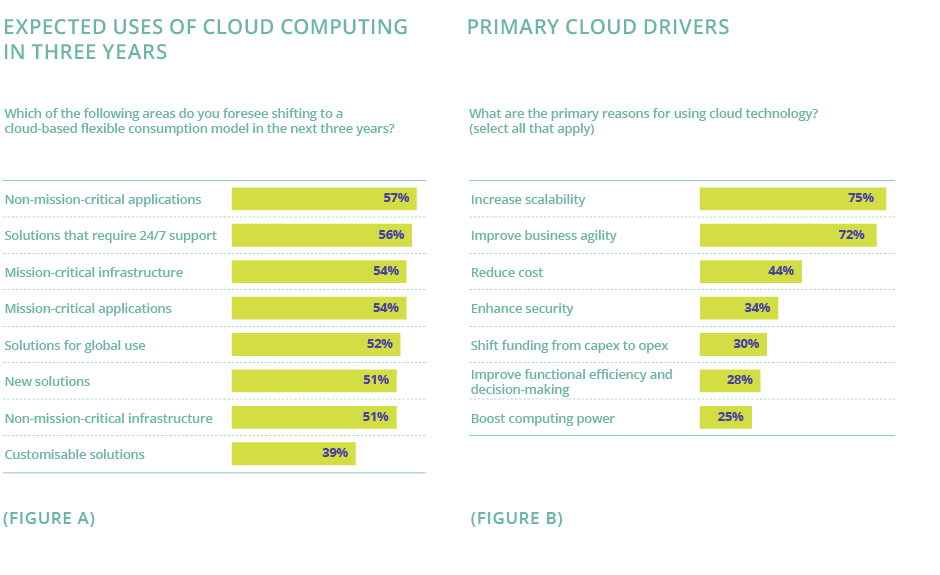 EXPECTED USES OF CLOUD COMPUTING
IN THREE YEARS
Which of the following areas do you foresee shifting to a
cloud-based flexible consumption model in the next three years?
Non-mission-critical applications 57%
Solutions that require 24/7 support 56%
Mission-critical infrastructure 54%
Mission-critical applications 54%
Solutions for global use 52%
New solutions 51%
Non-mission-critical infrastructure 51%
Customisable solutions 39%
(FIGURE A)
PRIMARY CLOUD DRIVERS
What are the primary reasons for using cloud technology?
(select all that apply)
Increase scalability 75%
Improve business agility 72%
Reduce cost 44%
Enhance security 34%
Shift funding from capex to opex 30%
Improve functional efficiency and
decision-making 28%
Boost computing power 25%
(FIGURE B)